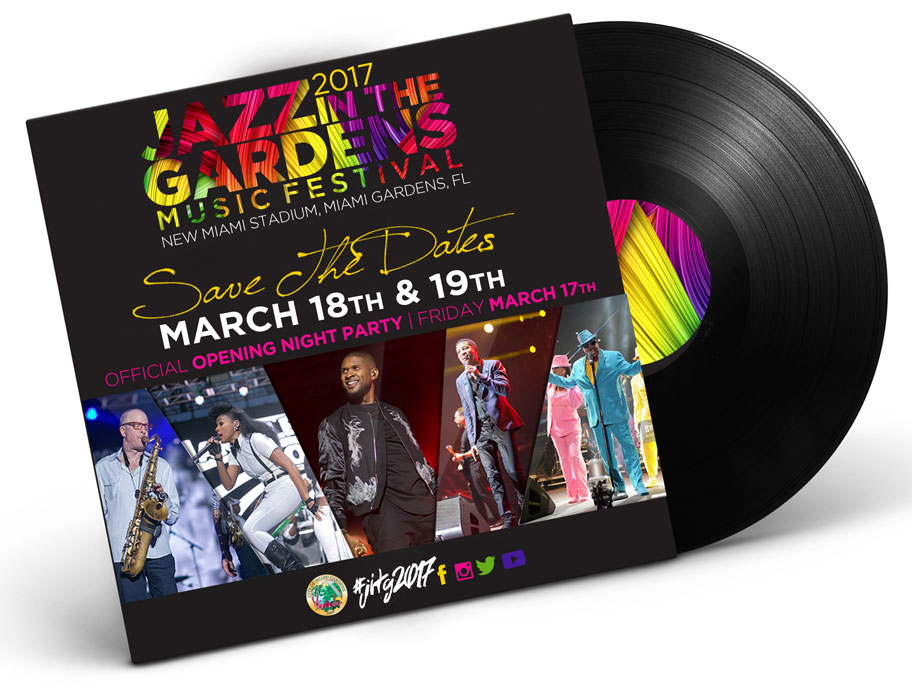 2017
JAZZ IN THE
GARDENS
MUSIC FESTIVAL
NEW MIAMI STADIUM, MIAMI GARDENS, FL
Save The Dates
MARCH 18TH & 19TH
OFFICIAL OPENING NIGHT PARTY | FRIDAY MARCH 17TH
#jitg2017